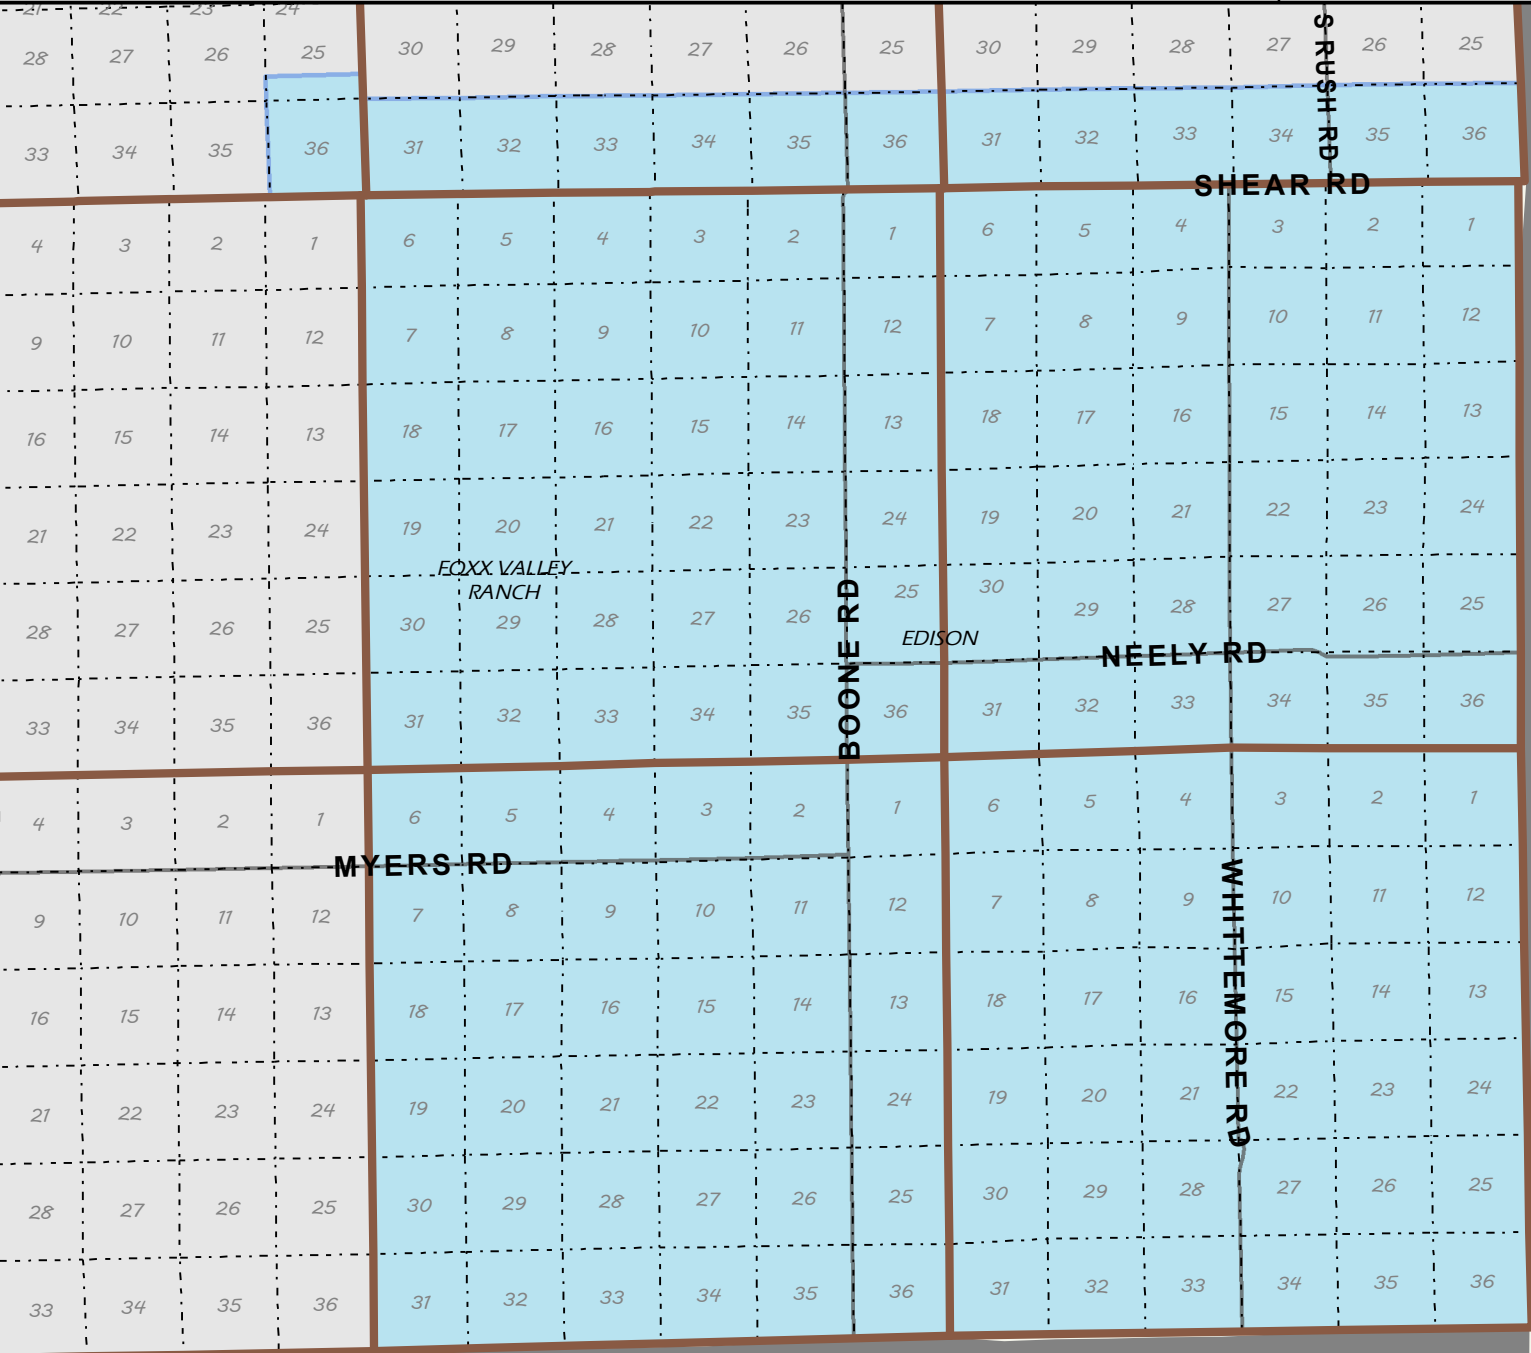 21 22 23 24
28 27 26 25 30 29 28 27 26 25 30 29 28 27 26 25
S RUSH RD
33 34 35 36 31 32 33 34 35 36 31 32 33 34 35 36
SHEAR RD
4 3 2 1 6 5 4 3 2 1 6 5 4 3 2 1
9 10 11 12 7 8 9 10 11 12 7 8 9 10 11 12
16 15 14 13 18 17 16 15 14 13 18 17 16 15 14 13
21 22 23 24 19 20 21 22 23 24 19 20 21 22 23 24
FOXX VALLEY
RANCH
28 27 26 25 30 29 28 27 26 25 30 29 28 27 26 25
BOONE RD
EDISON
NEELY RD
33 34 35 36 31 32 33 34 35 36 31 32 33 34 35 36
4 3 2 1 6 5 4 3 2 1 6 5 4 3 2 1
MYERS RD
9 10 11 12 7 8 9 10 11 12 7 8 9 10 11 12
WHITTEMORE RD
16 15 14 13 18 17 16 15 14 13 18 17 16 15 14 13
21 22 23 24 19 20 21 22 23 24 19 20 21 22 23 24
28 27 26 25 30 29 28 27 26 25 30 29 28 27 26 25
33 34 35 36 31 32 33 34 35 36 31 32 33 34 35 36